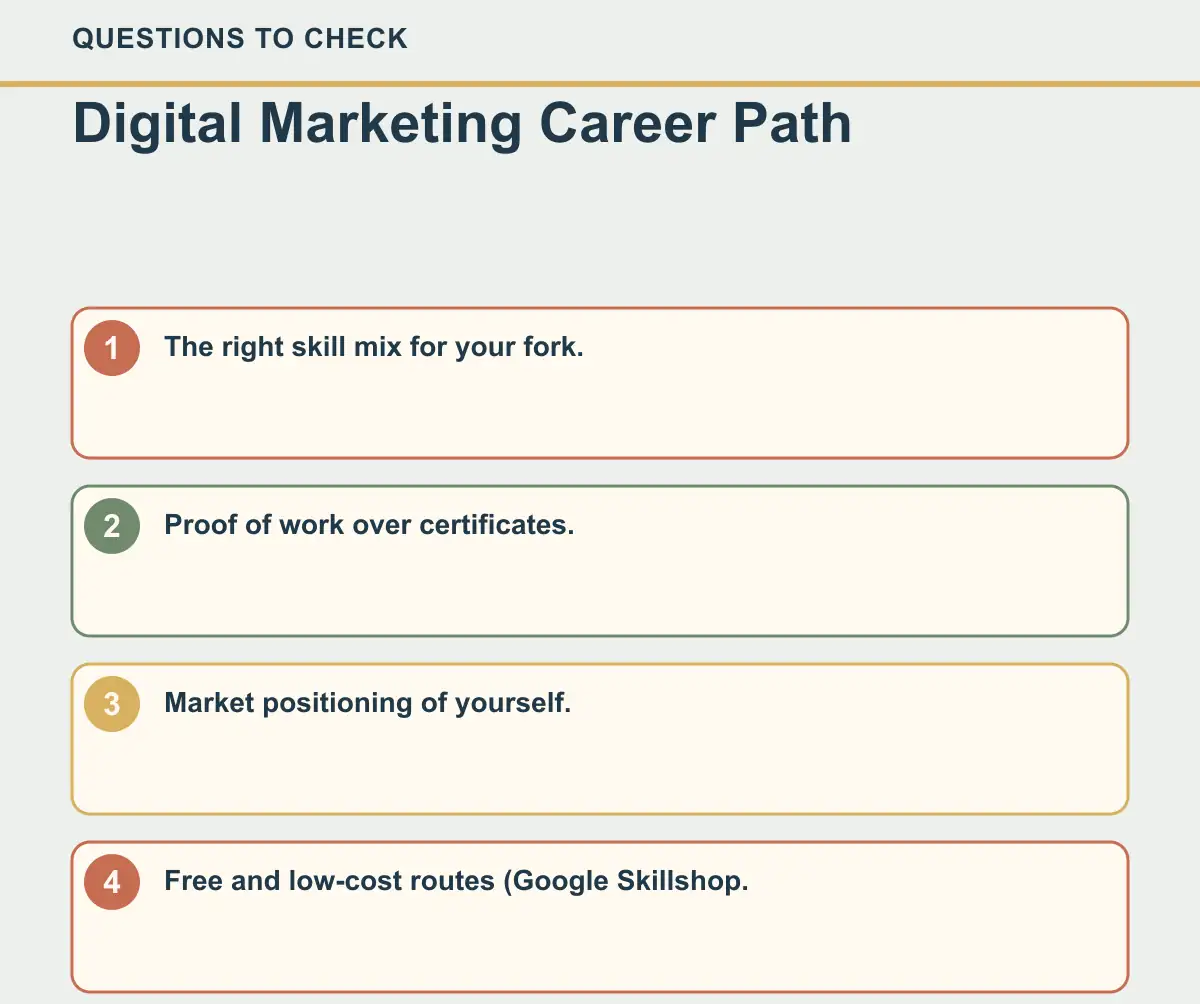 QUESTIONS TO CHECK
Digital Marketing Career Path
1
The right skill mix for your fork.
2
Proof of work over certificates.
3
Market positioning of yourself.
4
Free and low-cost routes (Google Skillshop.